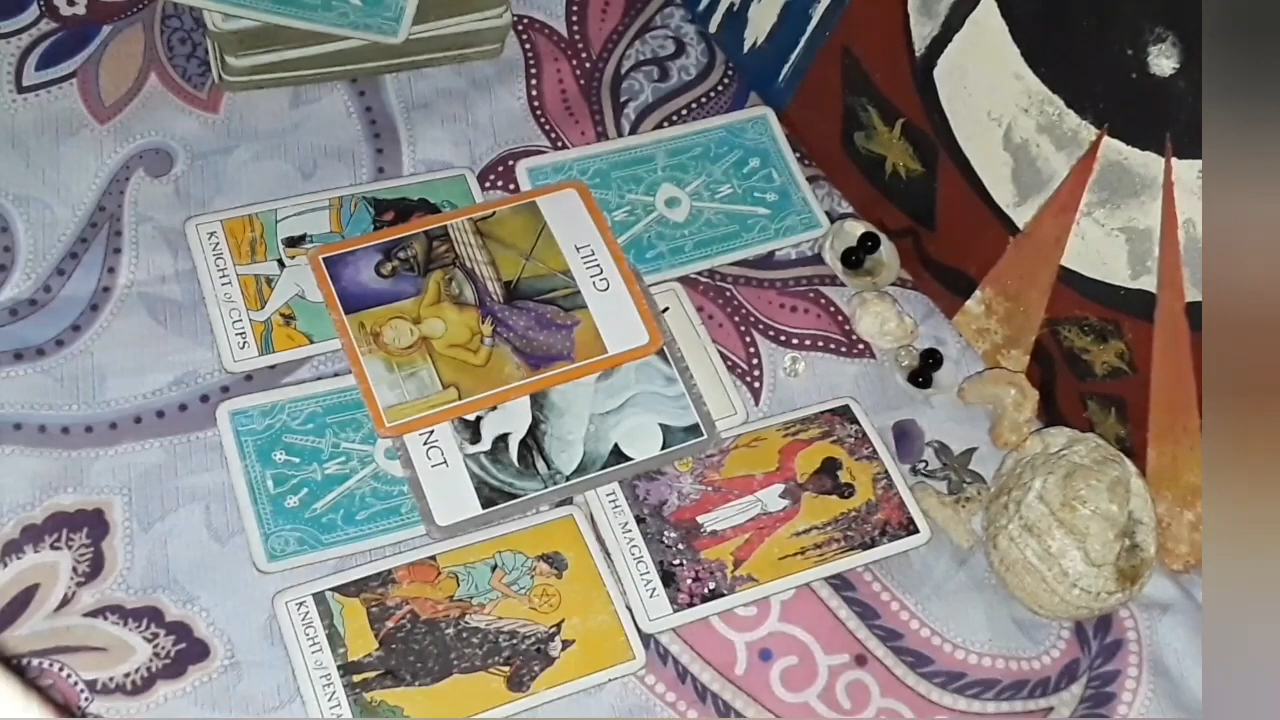 KNIGHT of CUPS
GUILT
NCT
THE MAGICIAN
KNIGHT of PENTA